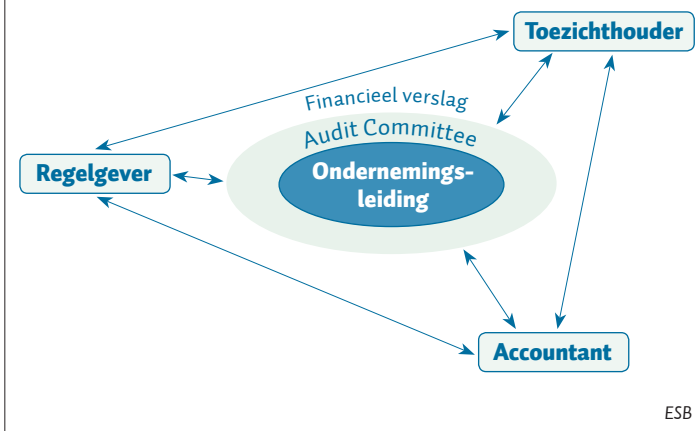 Toezichthouder
Financieel verslag
Audit Committee
Regelgever
Ondernemings-
leiding
Accountant
ESB